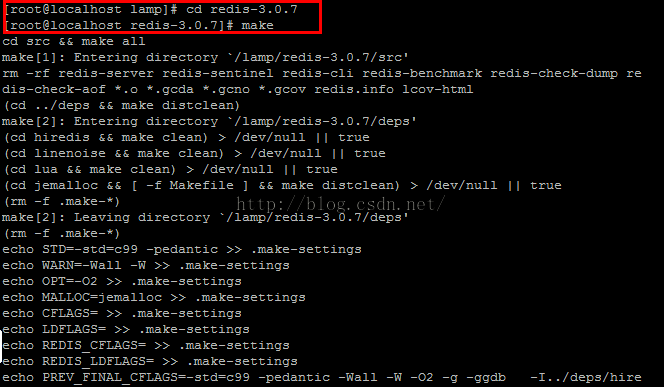 [root@localhost lamp]# cd redis-3.0.7
[root@localhost redis-3.0.7]# make
cd src && make all
make[1]: Entering directory `/lamp/redis-3.0.7/src'
rm -rf redis-server redis-sentinel redis-cli redis-benchmark redis-check-dump re
dis-check-aof *.o *.gcda *.gcno *.gcov redis.info lcov-html
(cd ../deps && make distclean)
make[2]: Entering directory `/lamp/redis-3.0.7/deps'
(cd hiredis && make clean) > /dev/null || true
(cd linenoise && make clean) > /dev/null || true
(cd lua && make clean) > /dev/null || true
(cd jemalloc && [ -f Makefile ] && make distclean) > /dev/null || true
(rm -f .make-*)
http://blog.csdn.net/
make[2]: Leaving directory `/lamp/redis-3.0.7/deps'
(rm -f .make-*)
echo STD=-std=c99 -pedantic >> .make-settings
echo WARN=-Wall -W >> .make-settings
echo OPT=-O2 >> .make-settings
echo MALLOC=jemalloc >> .make-settings
echo CFLAGS= >> .make-settings
echo LDFLAGS= >> .make-settings
echo REDIS_CFLAGS= >> .make-settings
echo REDIS_LDFLAGS= >> .make-settings
echo PREV_FINAL_CFLAGS=-std=c99 -pedantic -Wall -W -O2 -g -ggdb   -I../deps/hire